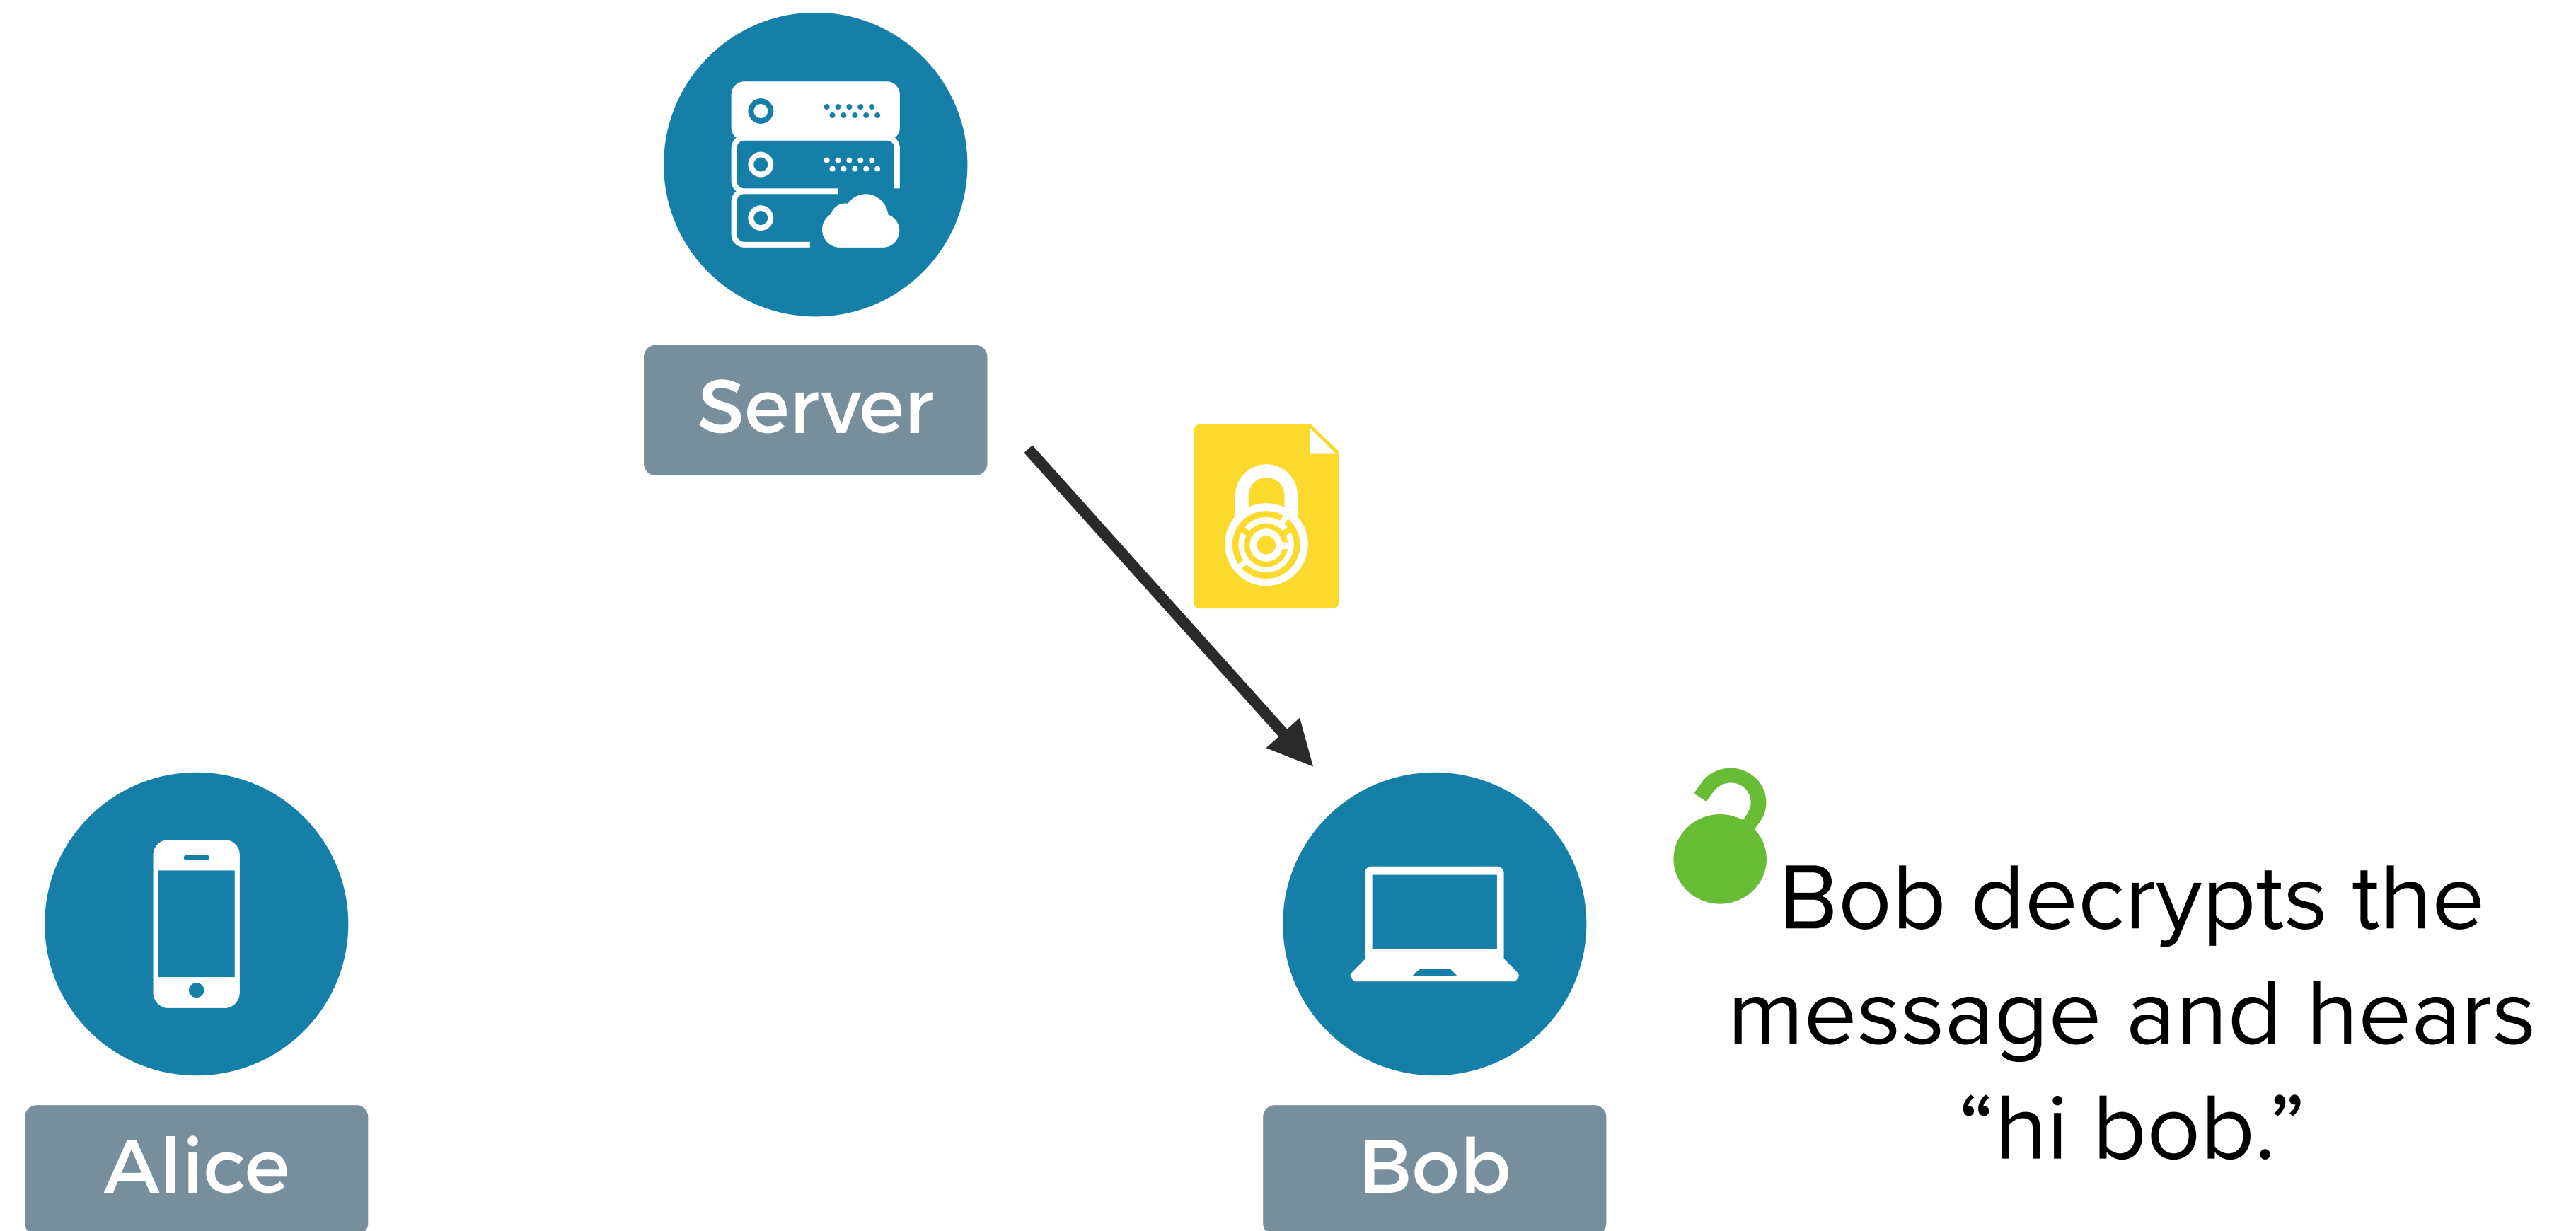 Server
Alice
Bob
Bob decrypts the
message and hears
“hi bob.”